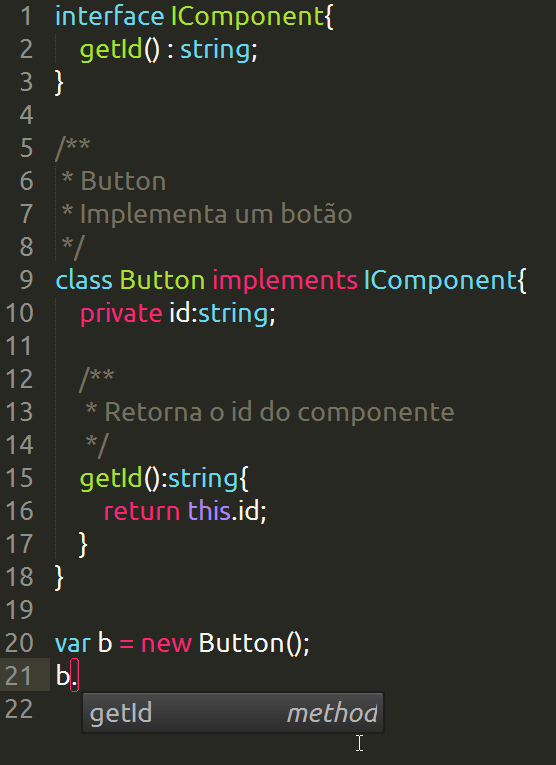 1 interface IComponent{
2 getId() : string;
3 }
4
5 /**
6 * Button
7 * Implementa um botão
8 */
9 class Button implements IComponent{
10 private id:string;
11
12 /**
13 * Retorna o id do componente
14 */
15 getId():string{
16 return this.id;
17 }
18 }
19
20 var b = new Button();
21 b.
22 getId method